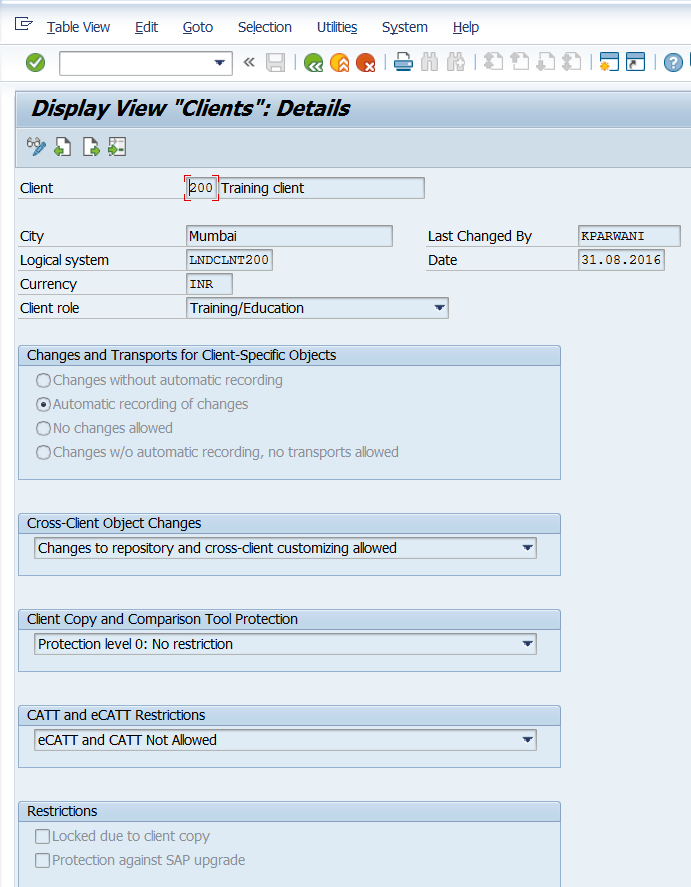 Table View Edit Goto Selection Utilities System Help
Display View "Clients": Details
Client 200 Training client
City Mumbai Last Changed By KPARWANI
Logical system LNDCLNT200 Date 31.08.2016
Currency INR
Client role Training/Education
Changes and Transports for Client-Specific Objects
Changes without automatic recording
Automatic recording of changes
No changes allowed
Changes w/o automatic recording, no transports allowed
Cross-Client Object Changes
Changes to repository and cross-client customizing allowed
Client Copy and Comparison Tool Protection
Protection level 0: No restriction
CATT and eCATT Restrictions
eCATT and CATT Not Allowed
Restrictions
Locked due to client copy
Protection against SAP upgrade